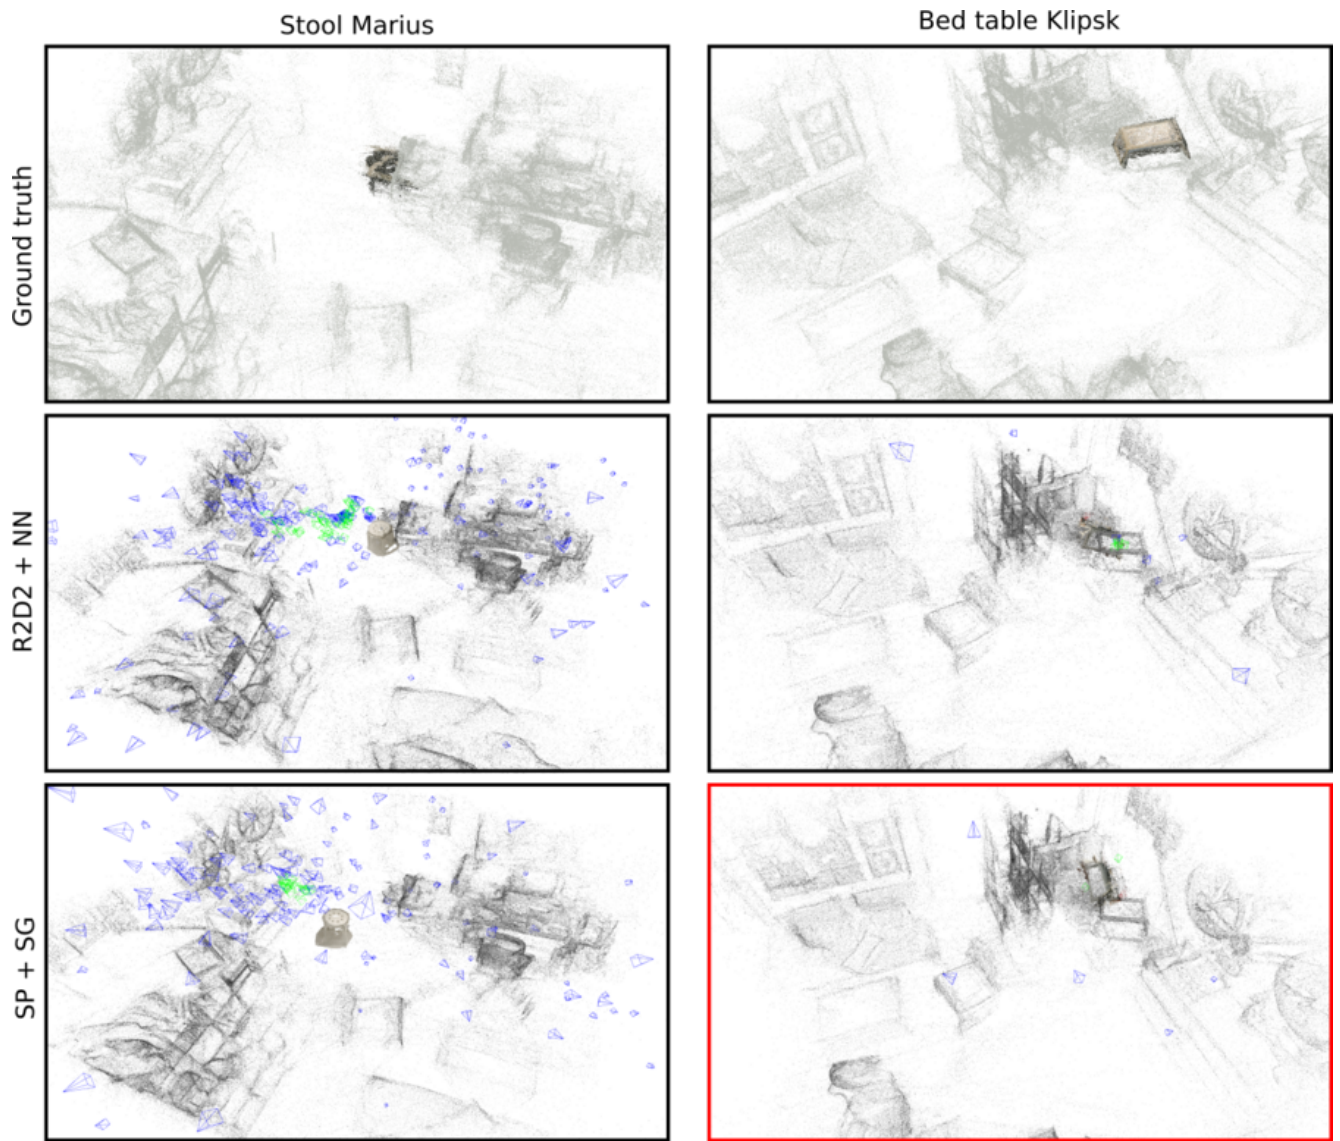 Stool Marius
Bed table Klipsk
Ground truth
R2D2 + NN
SP + SG